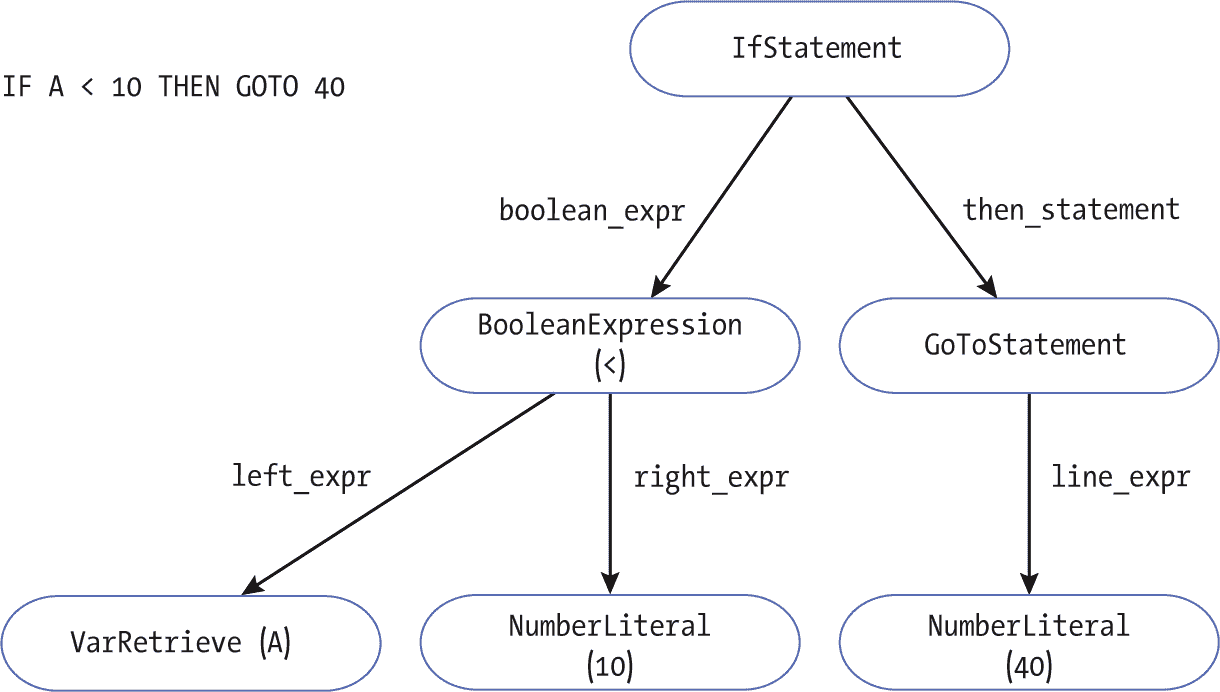 IfStatement
IF A < 10 THEN GOTO 40
boolean_expr
then_statement
BooleanExpression
(<)
GoToStatement
left_expr
right_expr
line_expr
VarRetrieve (A)
NumberLiteral
(10)
NumberLiteral
(40)